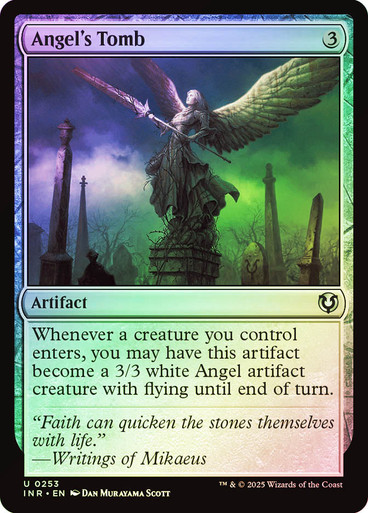 Angel's Tomb 3
Artifact
Whenever a creature you control
enters, you may have this artifact
become a 3/3 white Angel artifact
creature with flying until end of turn.
“Faith can quicken the stones themselves
with life.”
—Writings of Mikaeus
U 0253
INR • EN Dan Murayama Scott
™ & © 2025 Wizards of the Coast